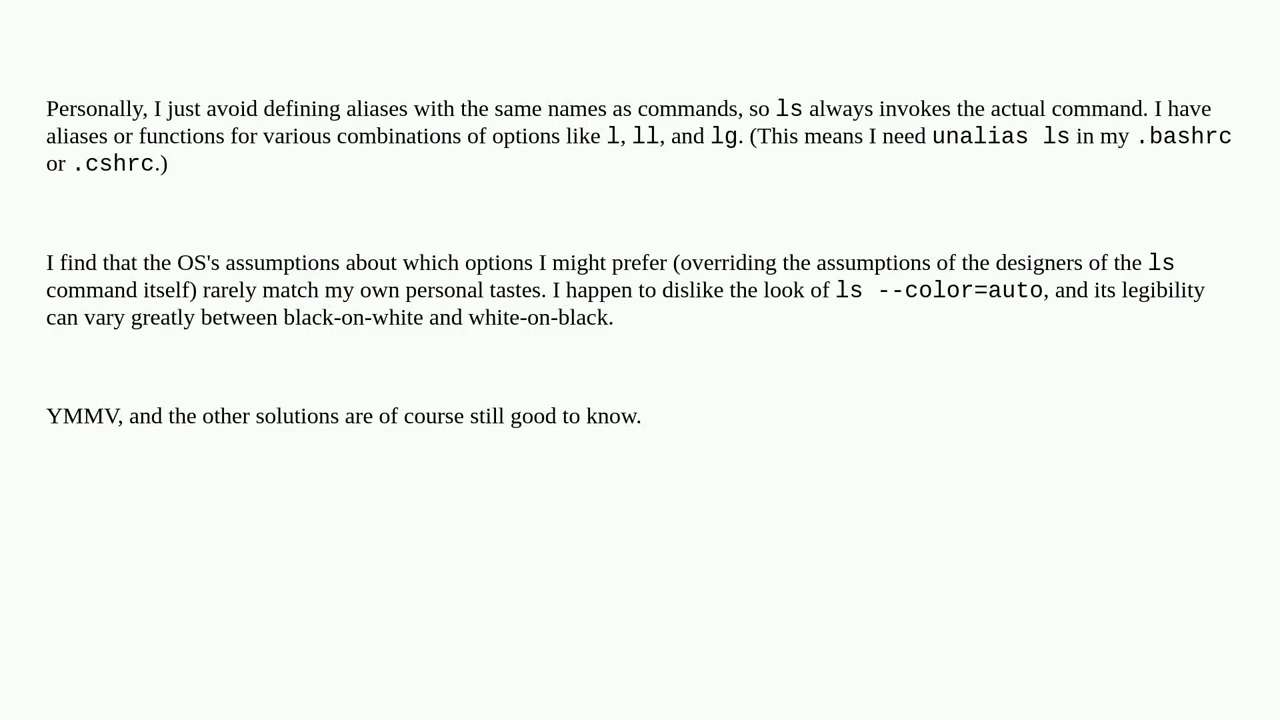 Personally, I just avoid defining aliases with the same names as commands, so ls always invokes the actual command. I have
aliases or functions for various combinations of options like l, ll, and lg. (This means I need unalias ls in my .bashrc
or .cshrc.)
I find that the OS's assumptions about which options I might prefer (overriding the assumptions of the designers of the ls
command itself) rarely match my own personal tastes. I happen to dislike the look of ls --color=auto, and its legibility
can vary greatly between black-on-white and white-on-black.
YMMV, and the other solutions are of course still good to know.